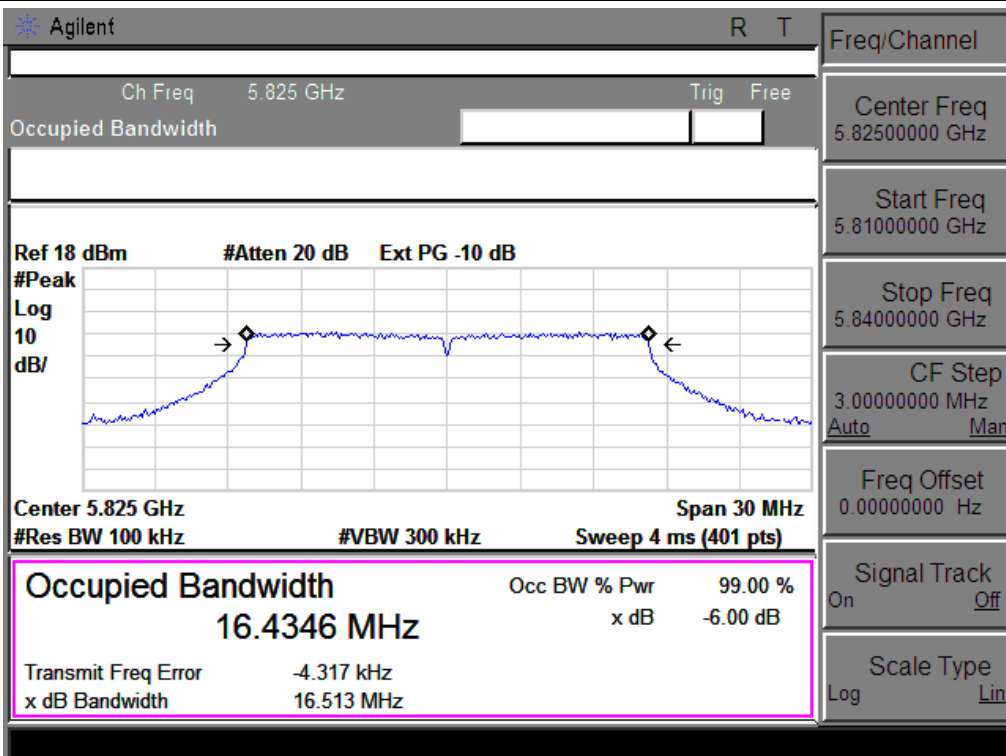 Agilent R T
Ch Freq 5.825 GHz Trig Free
Occupied Bandwidth
Ref 18 dBm #Atten 20 dB Ext PG -10 dB
#Peak
Log
10
dB/
Center 5.825 GHz Span 30 MHz
#Res BW 100 kHz #VBW 300 kHz Sweep 4 ms (401 pts)
Occupied Bandwidth Occ BW % Pwr 99.00 %
16.4346 MHz x dB -6.00 dB
Transmit Freq Error -4.317 kHz
x dB Bandwidth 16.513 MHz
Freq/Channel
Center Freq
5.82500000 GHz
Start Freq
5.81000000 GHz
Stop Freq
5.84000000 GHz
CF Step
3.00000000 MHz
Auto Man
Freq Offset
0.00000000 Hz
Signal Track
On Off
Scale Type
Log Lin